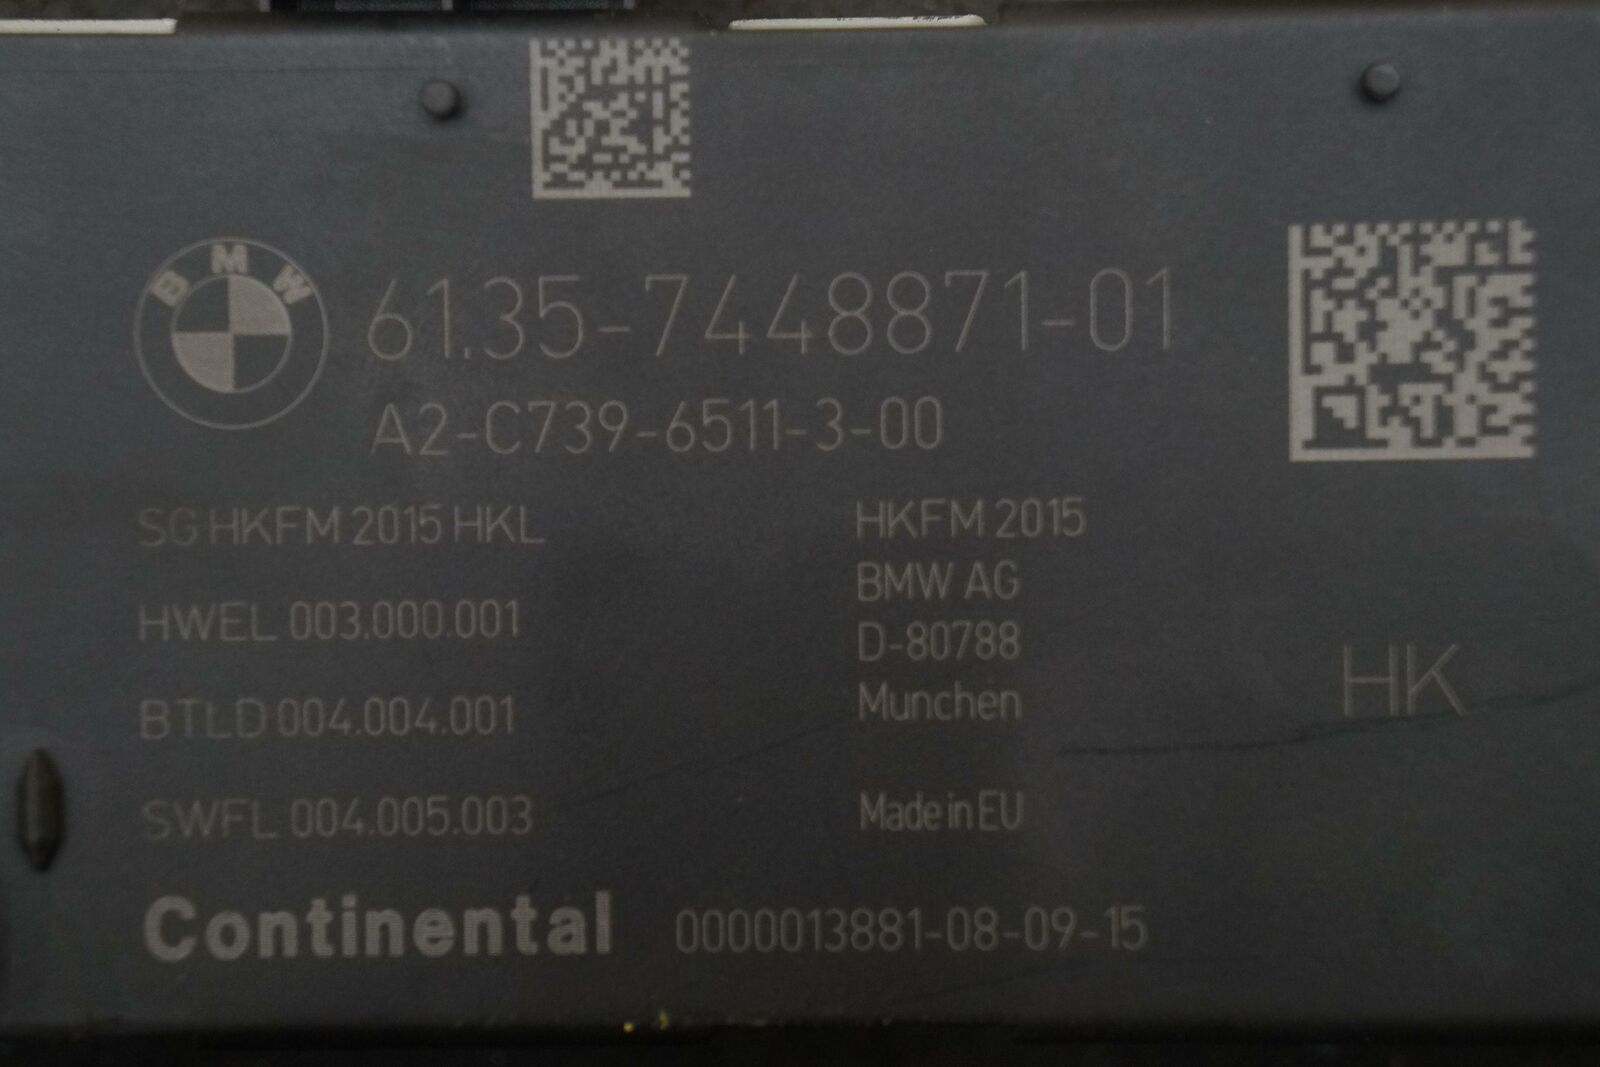 BMW
61.35-7448871-01
A2-C739-6511-3-00
SG HKFM 2015 HKL
HWEL 003.000.001
BTLD 004.004.001
SWFL 004.005.003
HKFM 2015
BMW AG
D-80788
Munchen
Made in EU
HK
Continental 0000013881-08-09-15